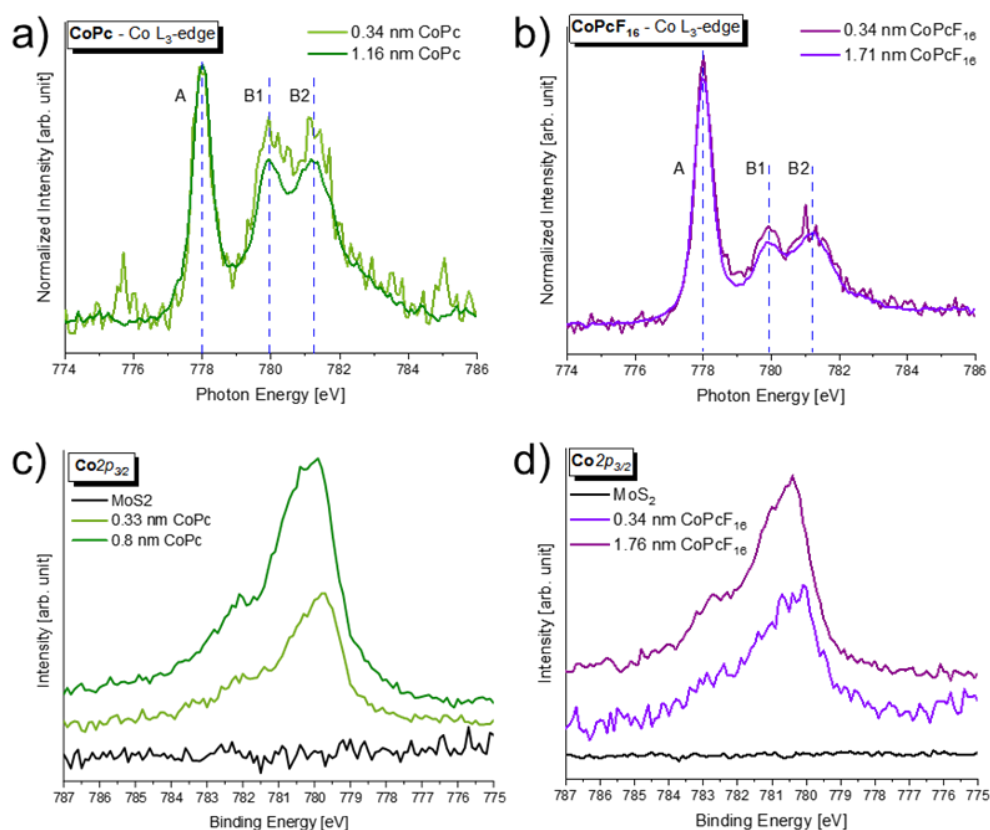 a)
CoPc - Co L3-edge
0.34 nm CoPc
1.16 nm CoPc
A
B1
B2
Normalized Intensity [arb. unit]
774 776 778 780 782 784 786
Photon Energy [eV]
b)
CoPcF16 - Co L3-edge
0.34 nm CoPcF16
1.71 nm CoPcF16
A
B1
B2
Normalized Intensity [arb. unit]
774 776 778 780 782 784 786
Photon Energy [eV]
c)
Co2p3/2
MoS2
0.33 nm CoPc
0.8 nm CoPc
Intensity [arb. unit]
787 786 785 784 783 782 781 780 779 778 777 776 775
Binding Energy [eV]
d)
Co 2p3/2
MoS2
0.34 nm CoPcF16
1.76 nm CoPcF16
Intensity [arb. unit]
787 786 785 784 783 782 781 780 779 778 777 776 775
Binding Energy [eV]